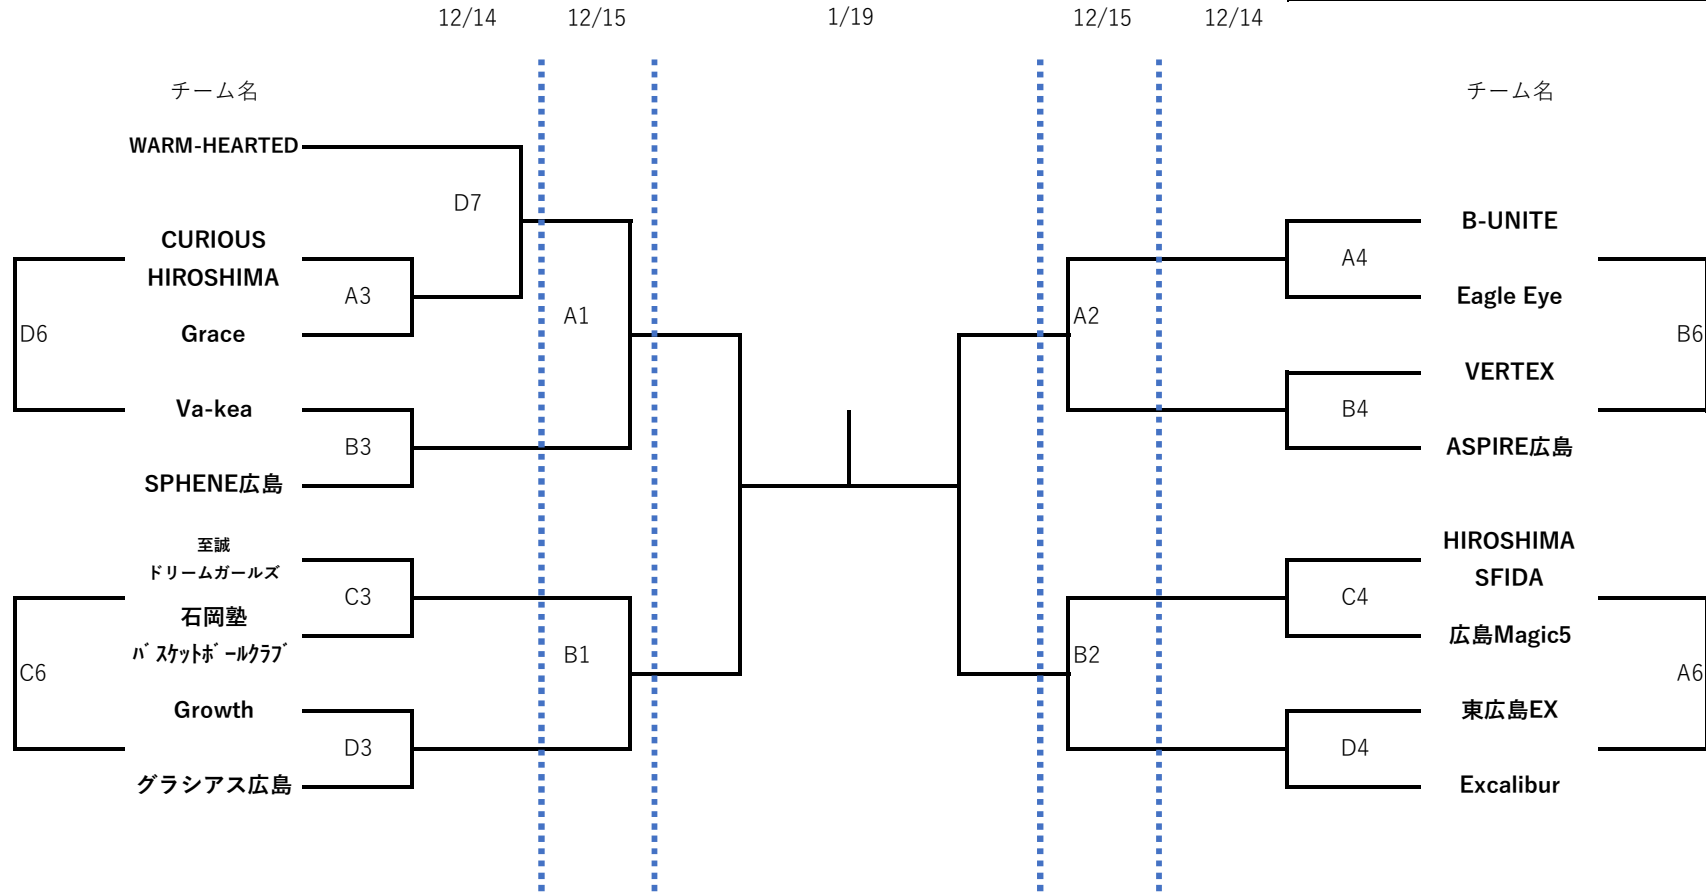 12/14 12/15 1/19 12/15 12/14
チーム名 チーム名
WARM-HEARTED
D7
B-UNITE
CURIOUS
HIROSHIMA
A4
A3
Eagle Eye
A1 A2
D6
Grace
B6
VERTEX
Va-kea
B4
B3
ASPIRE広島
SPHENE広島
至誠
ドリームガールズ
HIROSHIMA
SFIDA
C3
C4
石岡塾
バスケットボールクラブ
広島Magic5
B1 B2
C6
A6
Growth
東広島EX
D3
D4
グラシアス広島
Excalibur